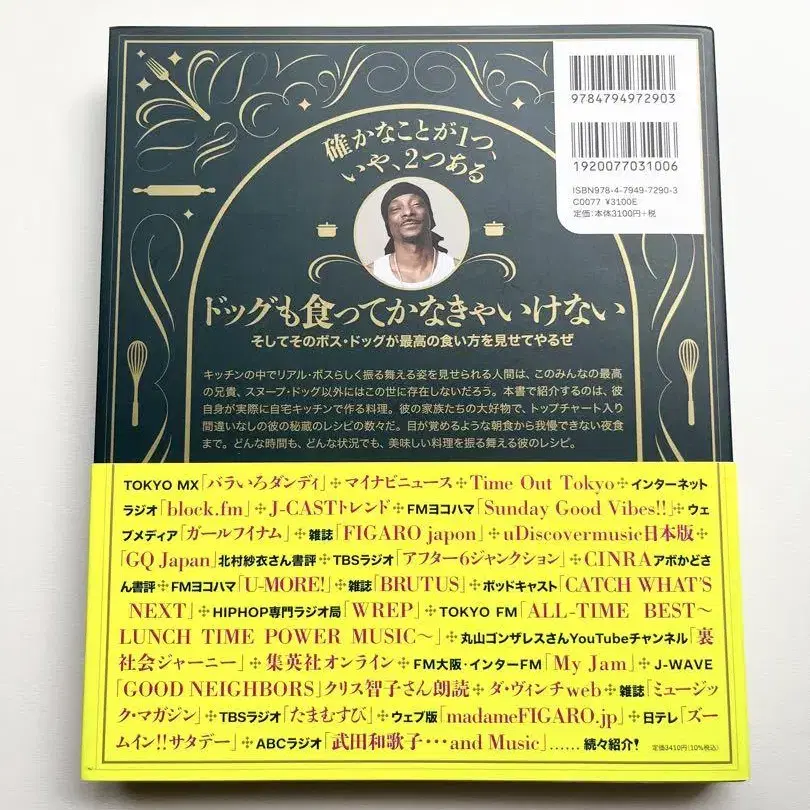 9784794972903
1920077031006
ISBN978-4-7949-7290-3
C0077 ¥3100E
定価:本体3100円+税
確かなことが1つ、
いや、2つある
ドッグも食ってかなきゃいけない
そしてそのボス・ドッグが最高の食い方を見せてやるぜ
キッチンの中でリアル・ボスらしく振る舞える姿を見せられる人間は、このみんなの最高
の兄貴、スヌープ・ドッグ以外にはこの世に存在しないだろう。本書で紹介するのは、彼
自身が実際に自宅キッチンで作る料理。彼の家族たちの大好物で、トップチャート入り
間違いなしの彼の秘蔵のレシピの数々だ。目が覚めるような朝食から我慢できない夜食
まで。どんな時間も、どんな状況でも、美味しい料理を振る舞える彼のレシピ。
TOKYO MX「バラいろダンディ」✣マイナビニュース✣Time Out Tokyo✣インターネット
ラジオ「block.fm」✣J-CASTトレンド✣FMヨコハマ「Sunday Good Vibes!!」✣ウェ
ブメディア「ガールフイナム」✣雑誌「FIGARO japon」✣uDiscovermusic日本版✣
「GQ Japan」北村紗衣さん書評✣TBSラジオ「アフター6ジャンクション」✣CINRAアボかどさ
ん書評✣FMヨコハマ「U-MORE!」✣雑誌「BRUTUS」✣ポッドキャスト「CATCH WHAT'S
NEXT」✣HIPHOP専門ラジオ局「WREP」✣TOKYO FM「ALL-TIME BEST〜
LUNCH TIME POWER MUSIC〜」✣丸山ゴンザレスさんYouTubeチャンネル「裏
社会ジャーニー」✣集英社オンライン✣FM大阪・インターFM「My Jam」✣J-WAVE
「GOOD NEIGHBORS」クリス智子さん朗読✣ダ・ヴィンチweb✣雑誌「ミュージッ
ク・マガジン」✣TBSラジオ「たまむすび」✣ウェブ版「madameFIGARO.jp」✣日テレ「ズー
ムイン!!サタデー」✣ABCラジオ「武田和歌子…and Music」……続々紹介!
定価3410円(10%税込)